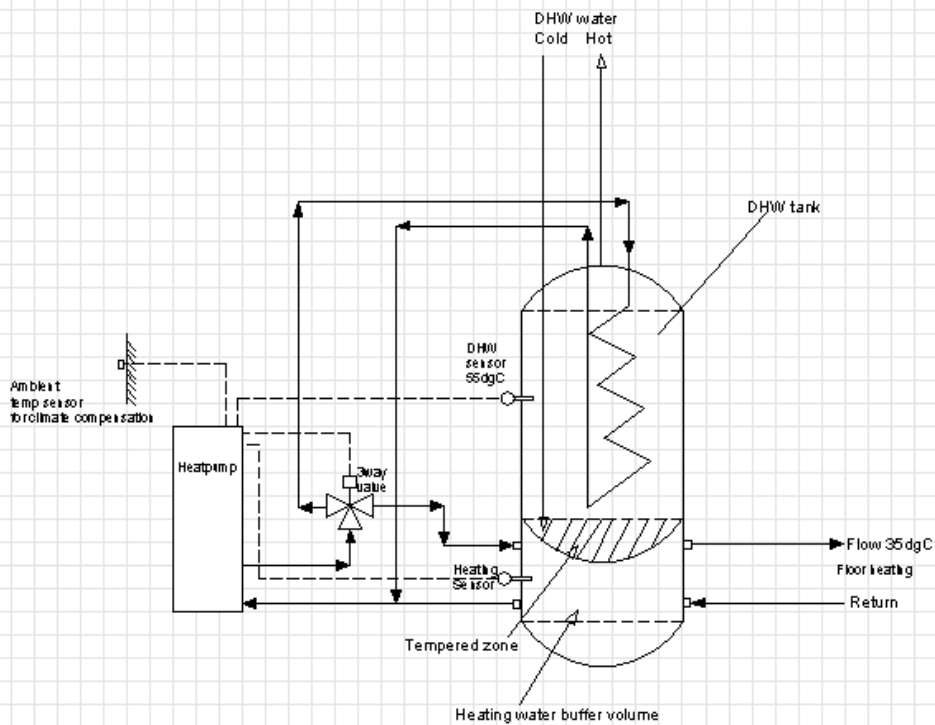 DHW water
Cold Hot
DHW tank
DHW
sensor
55dgC
Ambient
temp sensor
for climate compensation
Heatpump
3way
value
Heating
Sensor
Flow 35dgC
Floor heating
Return
Tempered zone
Heating water buffer volume